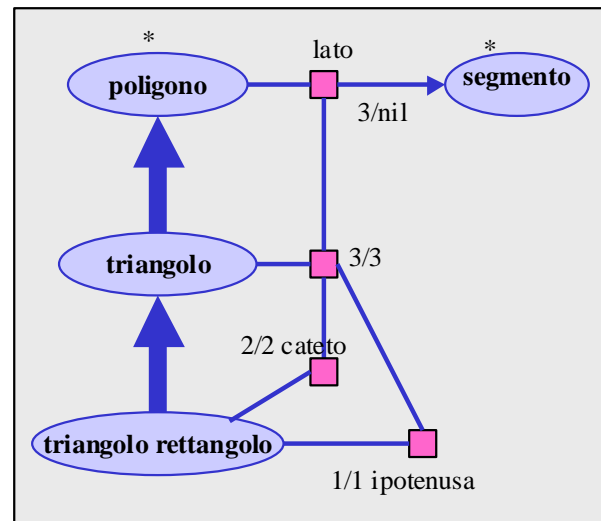 *
lato
*
poligono
segmento
3/nil
triangolo
3/3
2/2 cateto
triangolo rettangolo
1/1 ipotenusa